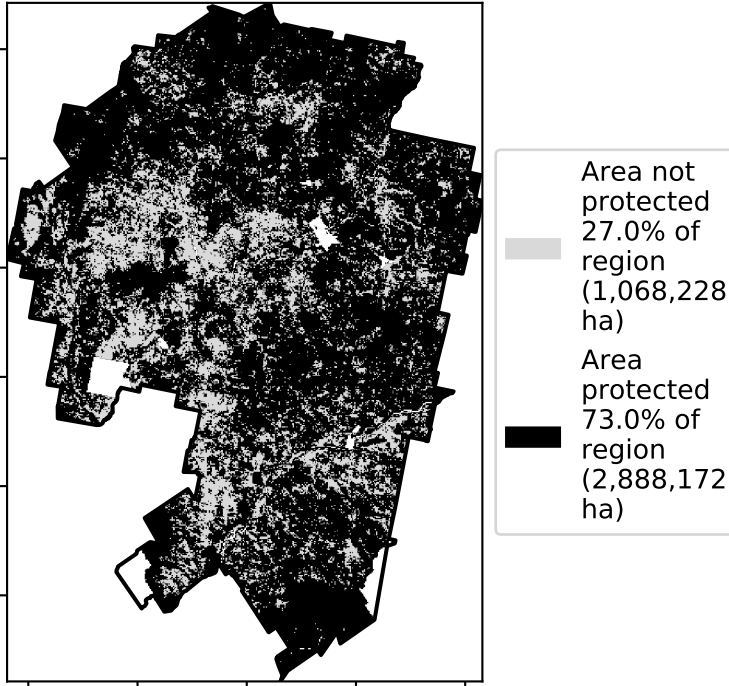 Area not
protected
27.0% of
region
(1,068,228
ha)
Area
protected
73.0% of
region
(2,888,172
ha)